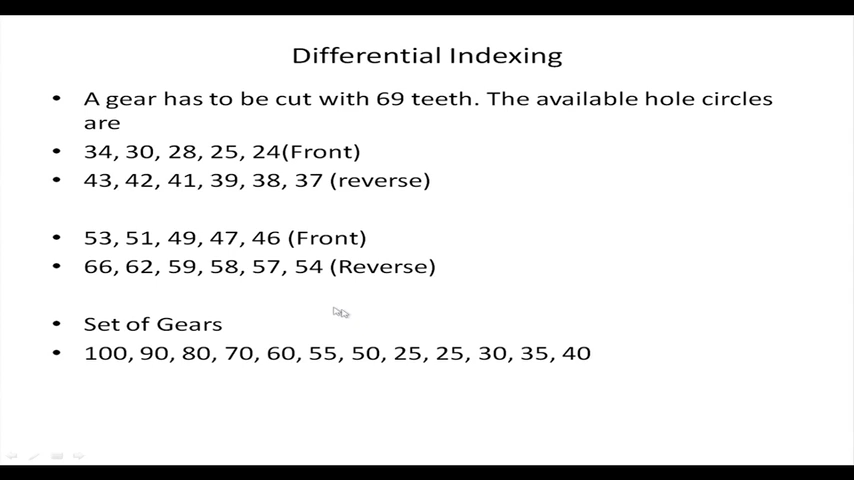 Differential Indexing
• A gear has to be cut with 69 teeth. The available hole circles
are
• 34, 30, 28, 25, 24(Front)
• 43, 42, 41, 39, 38, 37 (reverse)
• 53, 51, 49, 47, 46 (Front)
• 66, 62, 59, 58, 57, 54 (Reverse)
• Set of Gears
• 100, 90, 80, 70, 60, 55, 50, 25, 25, 30, 35, 40